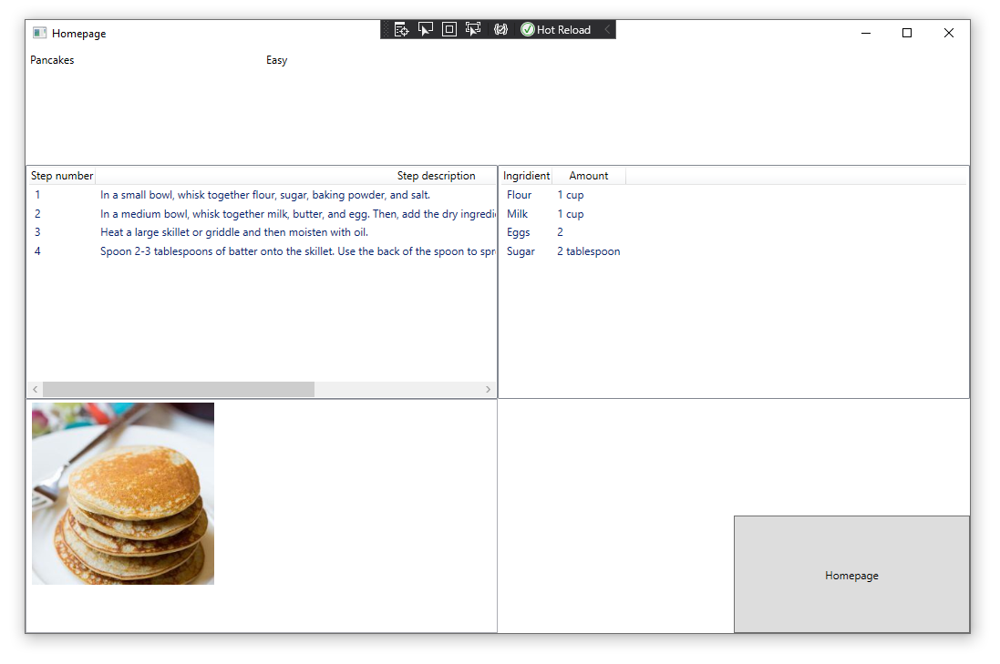 Homepage
Hot Reload
Pancakes Easy
Step number Step description
1 In a small bowl, whisk together flour, sugar, baking powder, and salt.
2 In a medium bowl, whisk together milk, butter, and egg. Then, add the dry ingredi
3 Heat a large skillet or griddle and then moisten with oil.
4 Spoon 2-3 tablespoons of batter onto the skillet. Use the back of the spoon to spr
Ingridient Amount
Flour 1 cup
Milk 1 cup
Eggs 2
Sugar 2 tablespoon
Homepage